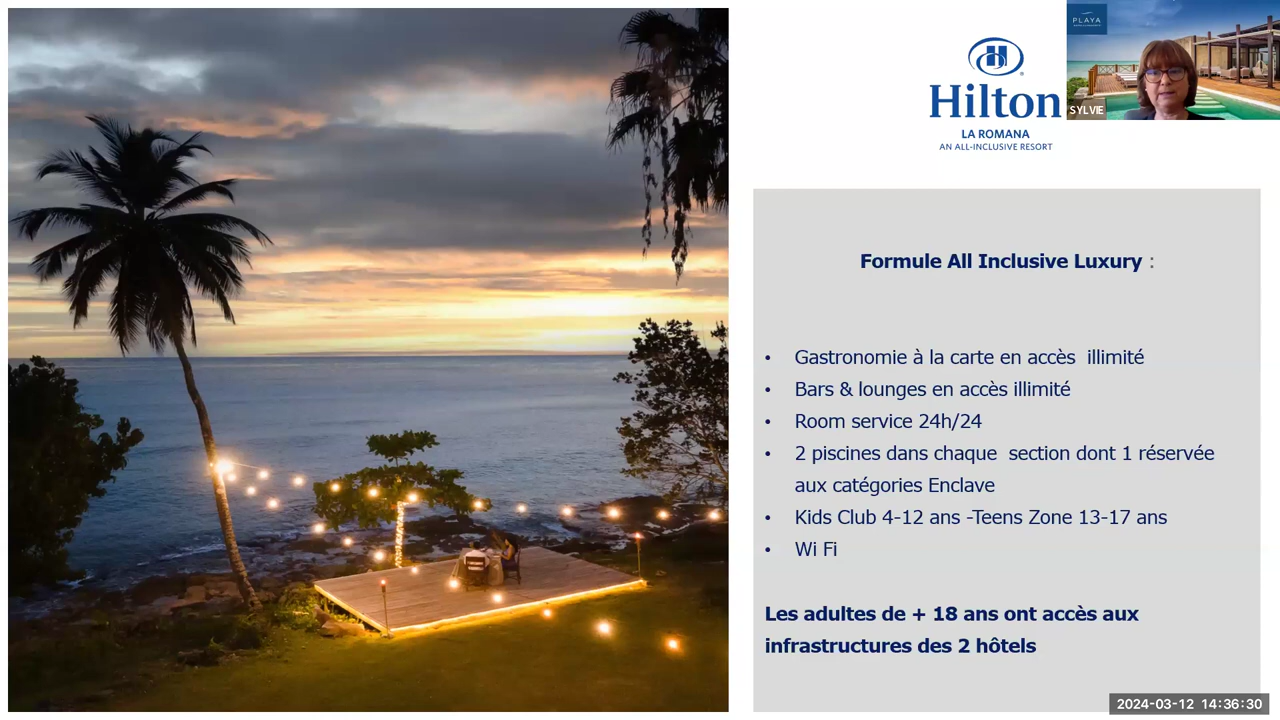 PLAYA
SYLVIE
Hilton
LA ROMANA
AN ALL-INCLUSIVE RESORT
Formule All Inclusive Luxury :
• Gastronomie à la carte en accès illimité
• Bars & lounges en accès illimité
• Room service 24h/24
• 2 piscines dans chaque section dont 1 réservée
aux catégories Enclave
• Kids Club 4-12 ans -Teens Zone 13-17 ans
• Wi Fi
Les adultes de + 18 ans ont accès aux
infrastructures des 2 hôtels
2024-03-12 14:36:30